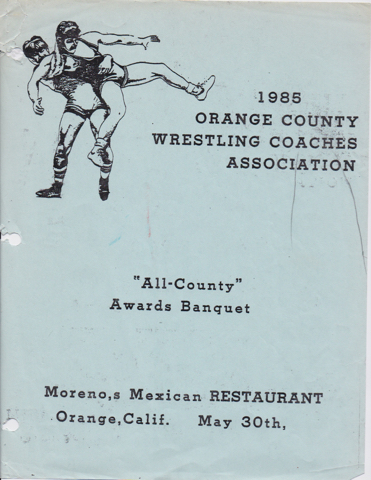 1985
ORANGE COUNTY
WRESTLING COACHES
ASSOCIATION
"All-County"
Awards Banquet
Moreno,s Mexican RESTAURANT
Orange,Calif. May 30th,